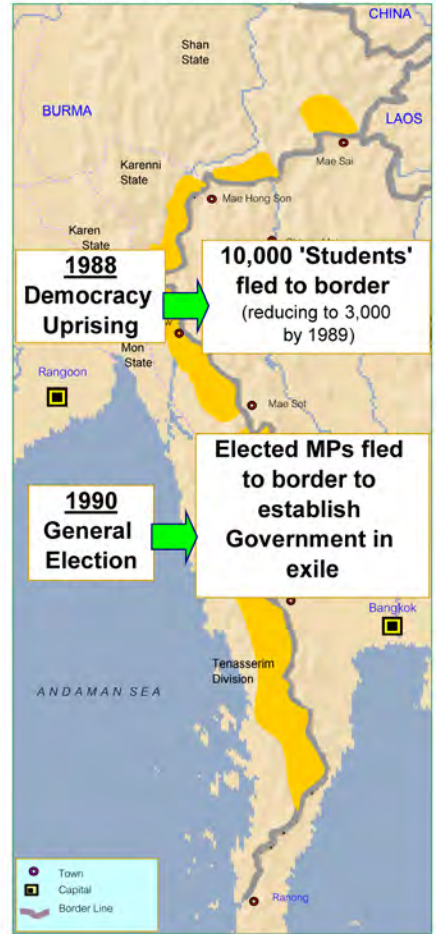 CHINA
Shan
State
BURMA
LAOS
Mae Sai
Karenni
State
Mae Hong Son
Karen
State
1988
Democracy
Uprising
10,000 'Students'
fled to border
(reducing to 3,000
by 1989)
Mon
State
Rangoon
Mae Sot
1990
General
Election
Elected MPs fled
to border to
establish
Government in
exile
Bangkok
Tenasserim
Division
ANDAMAN SEA
Town
Capital
Border Line
Ranong